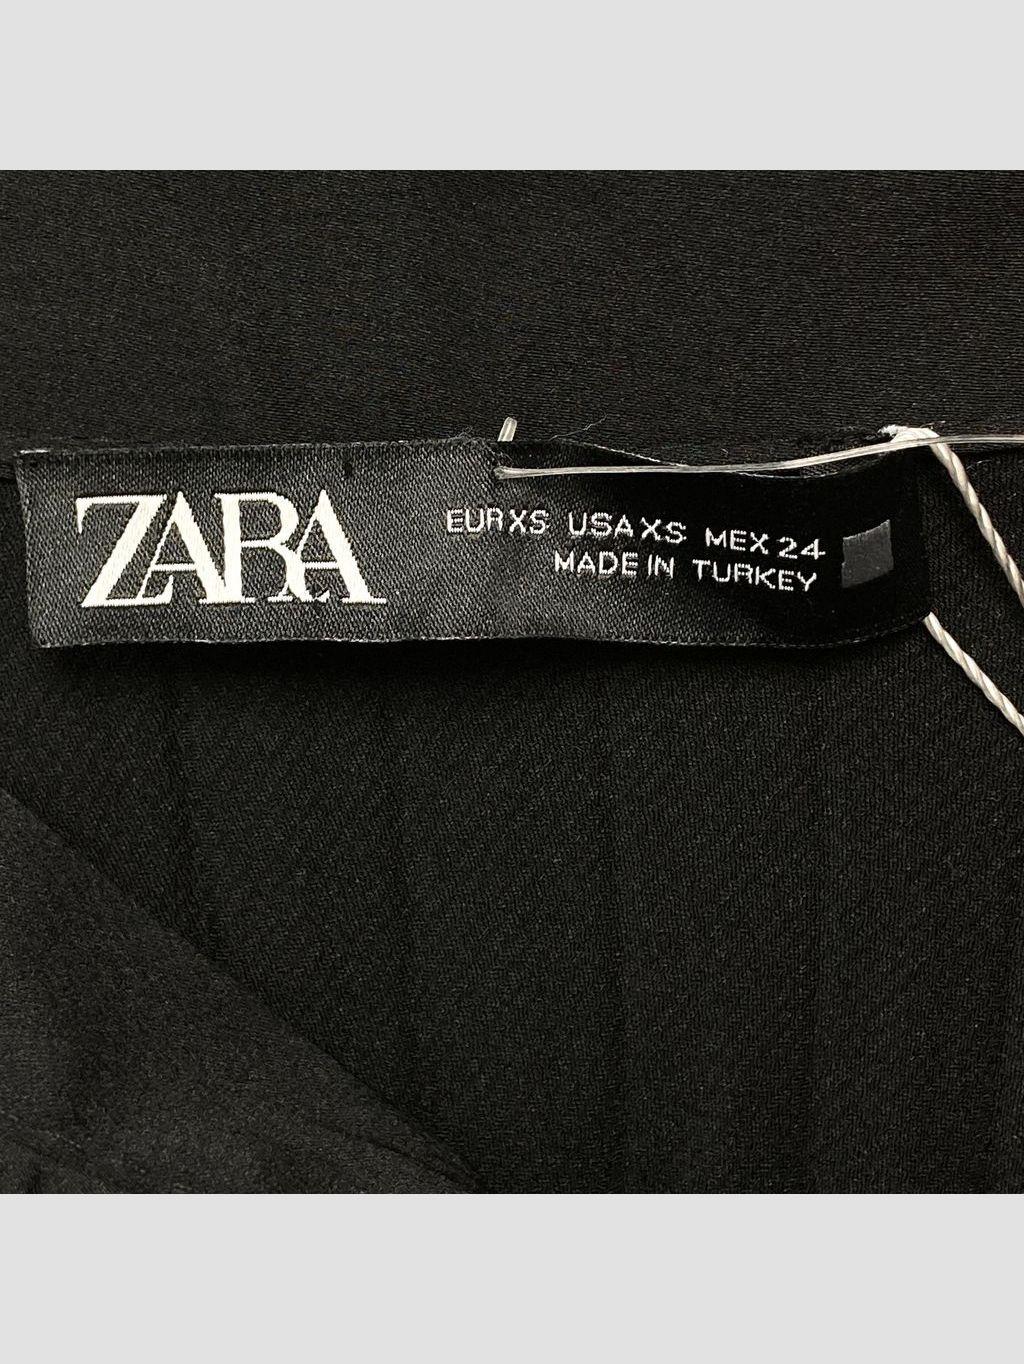 ZARA
EUR XS USA XS MEX 24
MADE IN TURKEY